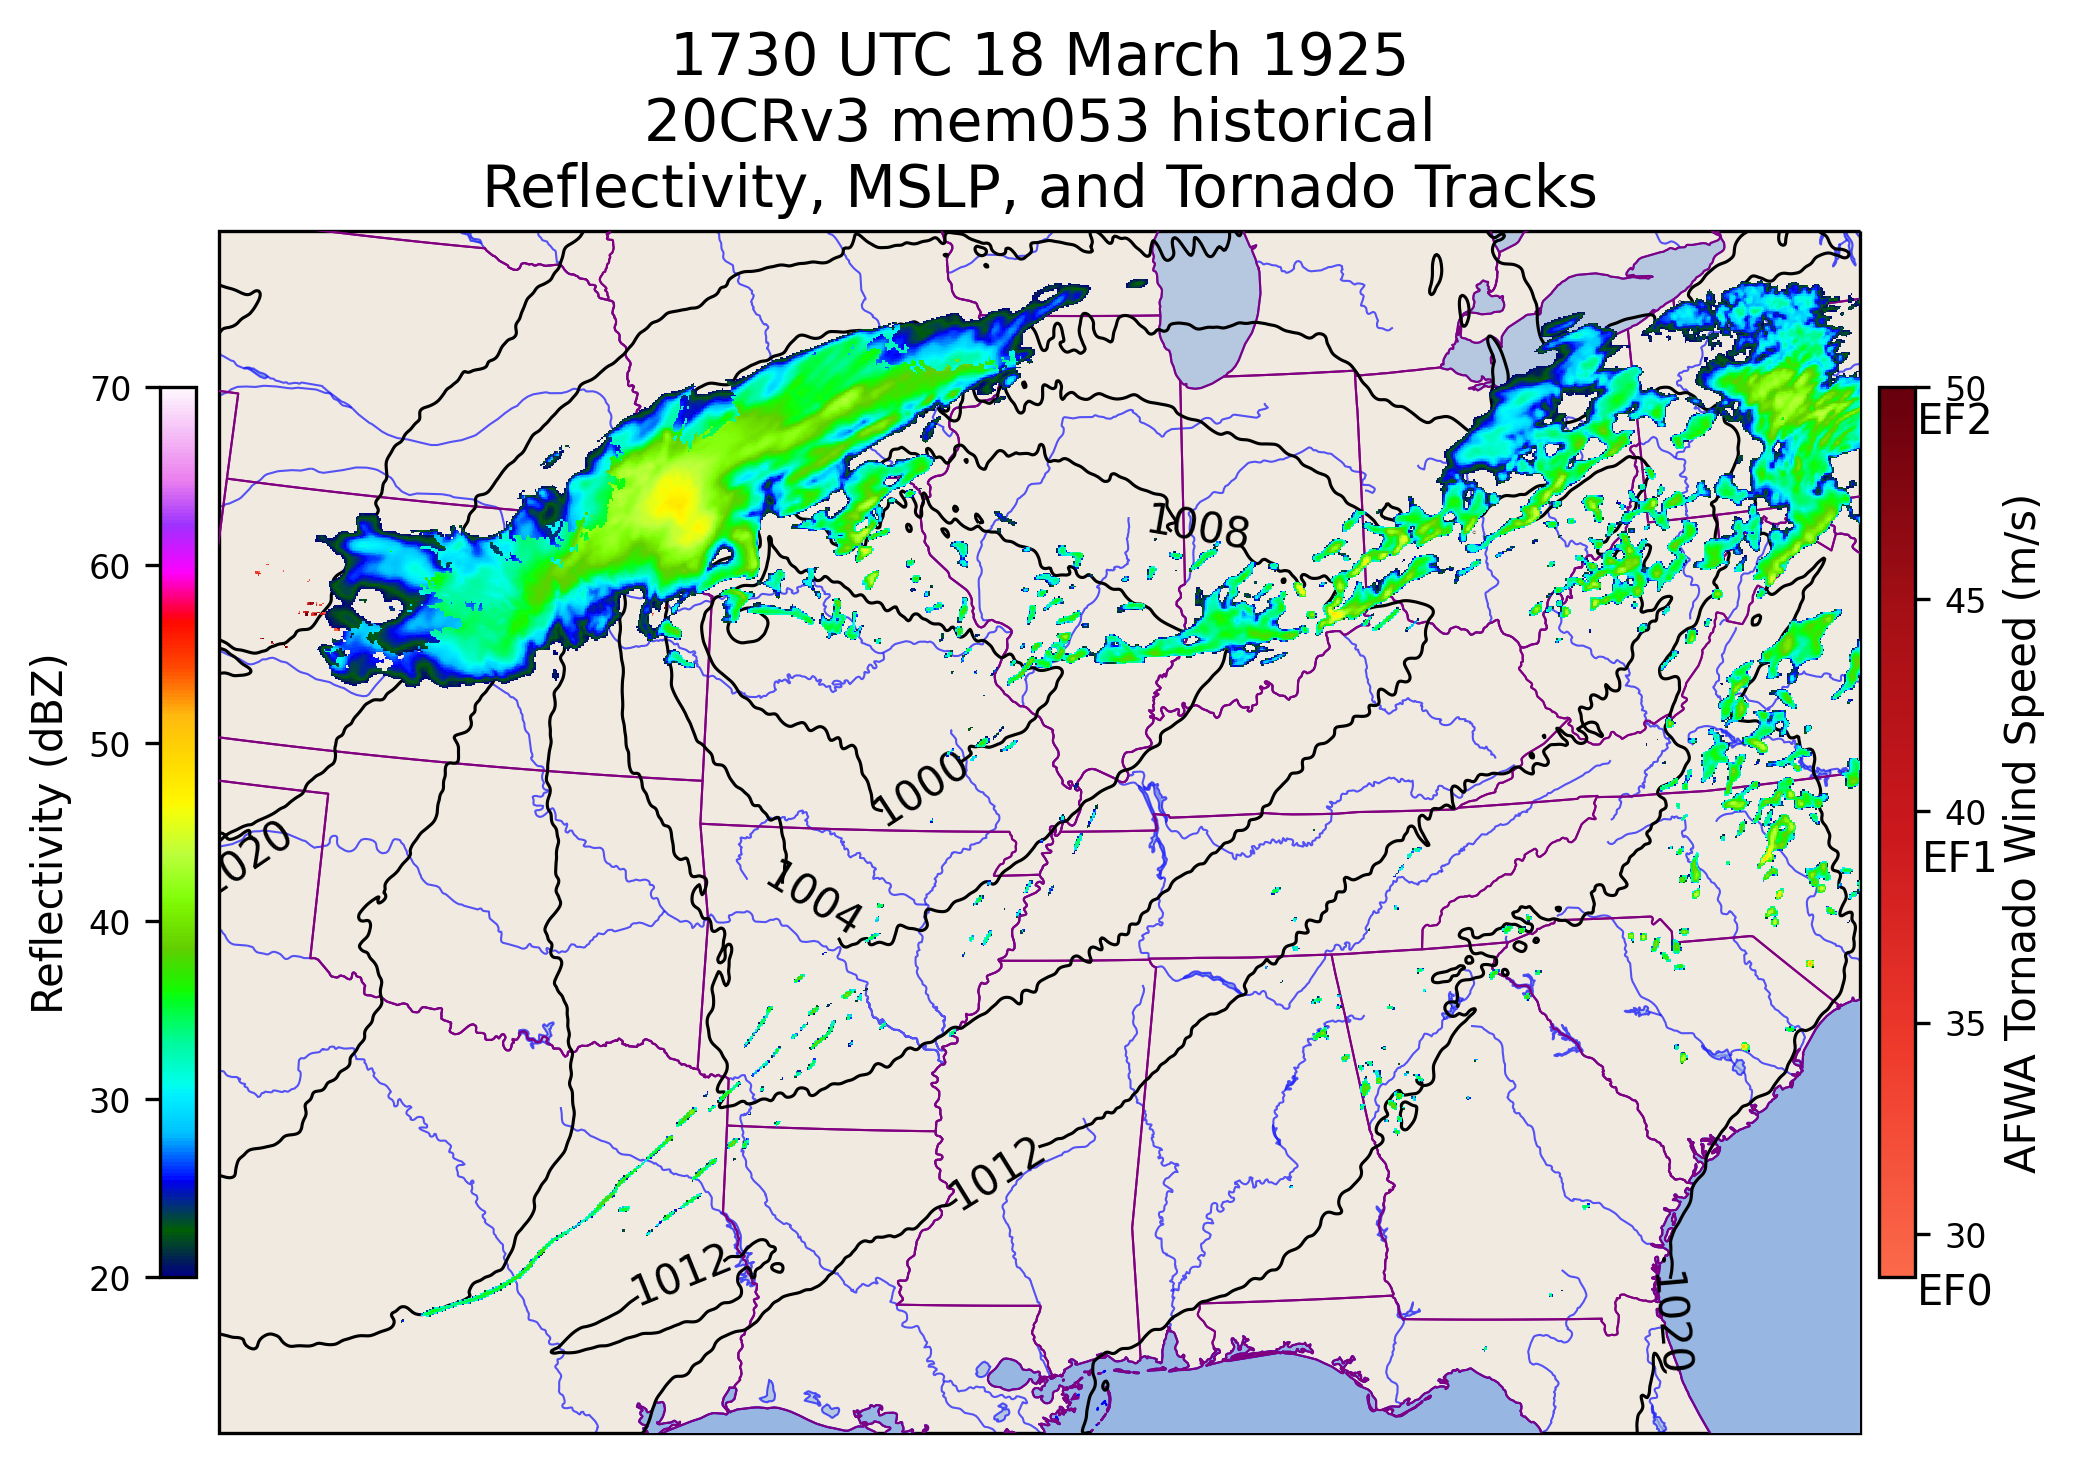 1730 UTC 18 March 1925
20CRv3 mem053 historical
Reflectivity, MSLP, and Tornado Tracks
70
60
50
40
30
20
Reflectivity (dBZ)
1008
1000
1004
1020
1012
1012
1020
50
EF2
45
40
EF1
35
30
EF0
AFWA Tornado Wind Speed (m/s)